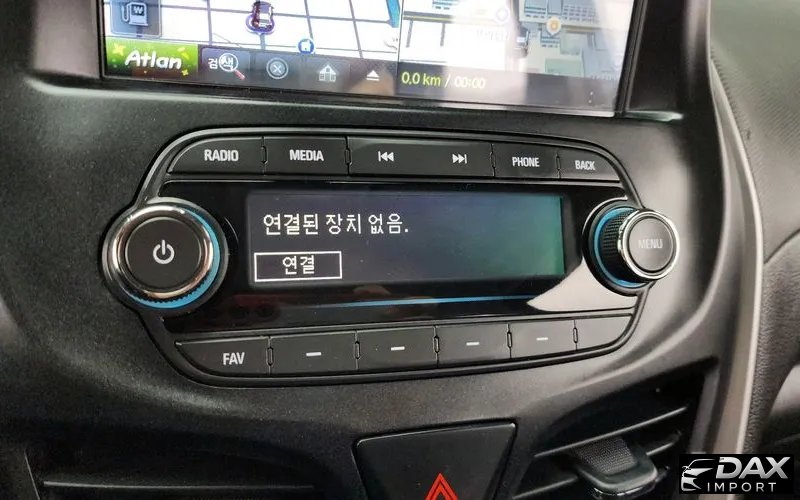 W
Atlan
검색
0,0 km / 00:00
RADIO
MEDIA
PHONE
BACK
연결된 장치 없음.
연결
MENU
FAV
DAX
IMPORT